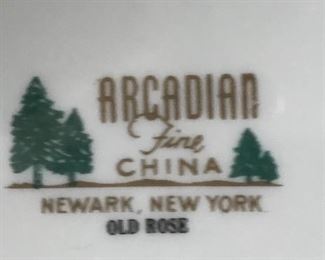 ARCADIAN
Fine
CHINA
NEWARK, NEW YORK
OLD ROSE